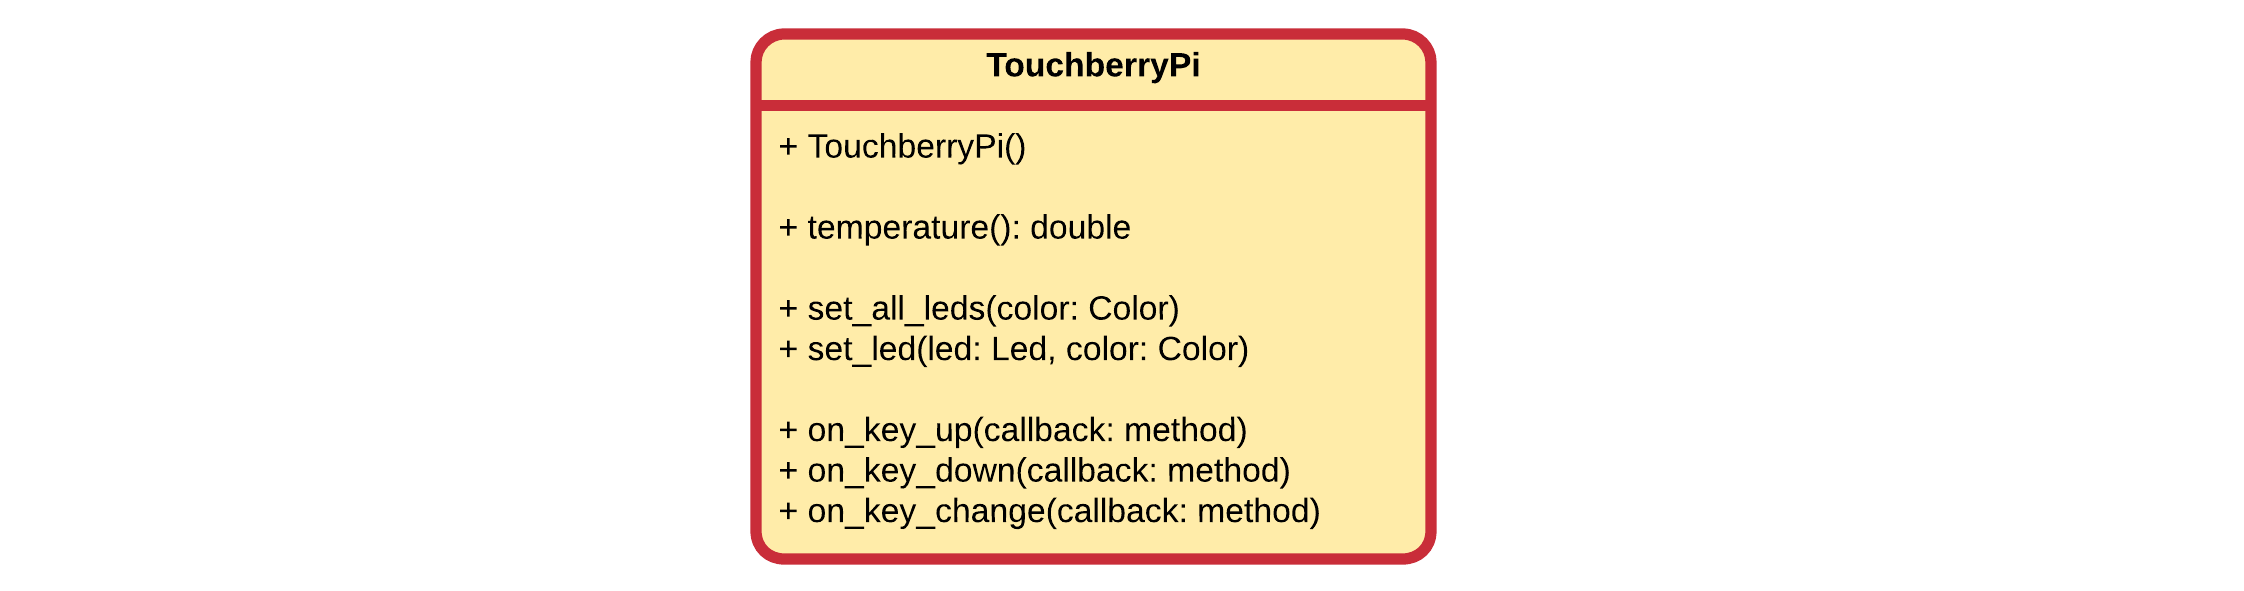 TouchberryPi
+ TouchberryPi()
+ temperature(): double
+ set_all_leds(color: Color)
+ set_led(led: Led, color: Color)
+ on_key_up(callback: method)
+ on_key_down(callback: method)
+ on_key_change(callback: method)